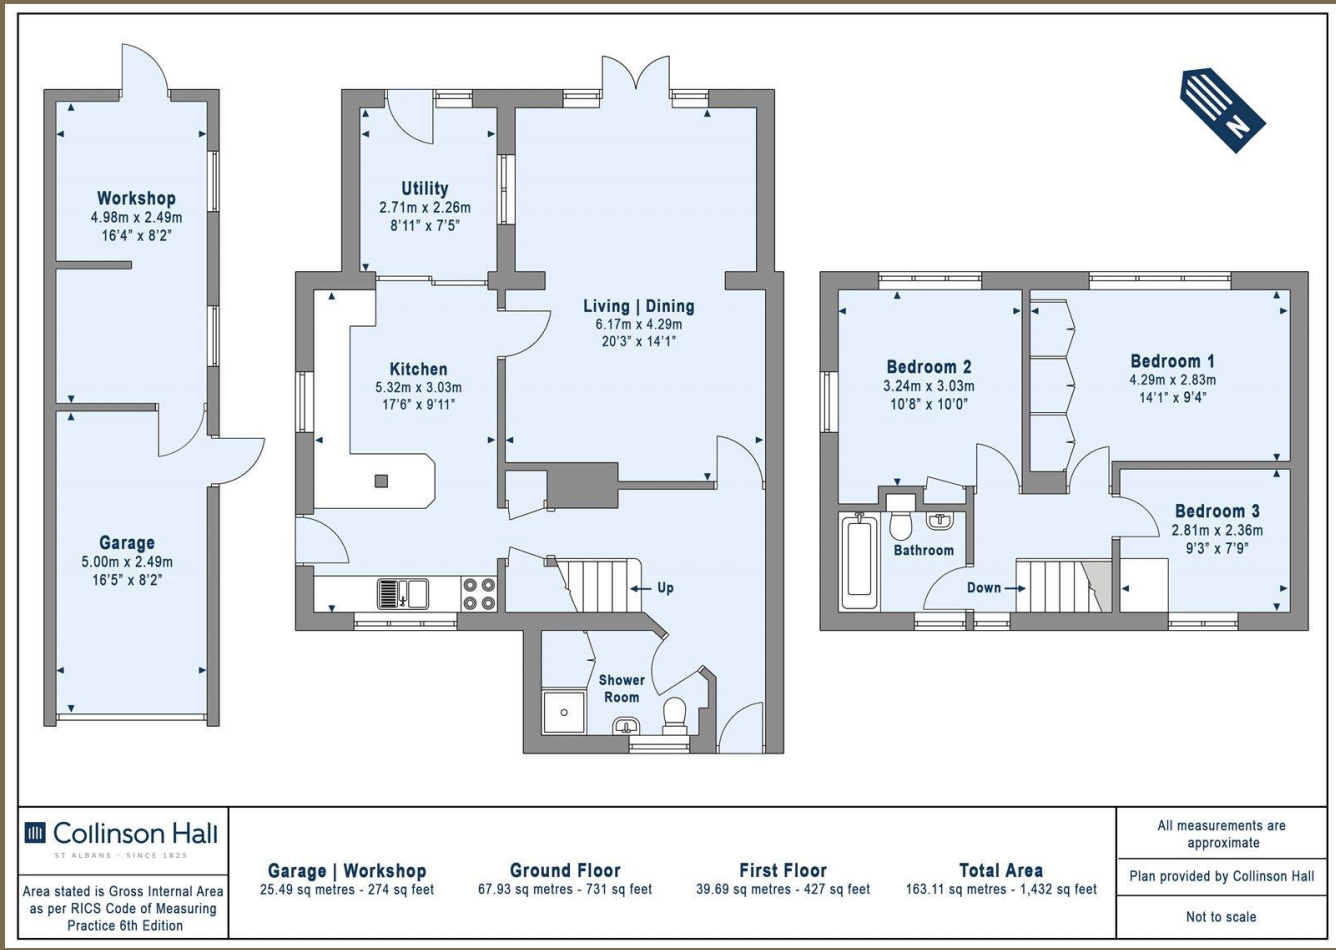 N
Workshop
4.98m x 2.49m
16'4" x 8'2"
Utility
2.71m x 2.26m
8'11" x 7'5"
Living | Dining
6.17m x 4.29m
20'3" x 14'1"
Kitchen
5.32m x 3.03m
17'6" x 9'11"
Bedroom 2
3.24m x 3.03m
10'8" x 10'0"
Bedroom 1
4.29m x 2.83m
14'1" x 9'4"
Garage
5.00m x 2.49m
16'5" x 8'2"
Bedroom 3
2.81m x 2.36m
9'3" x 7'9"
Bathroom
Up
Down
Shower
Room
Collinson Hall
ST ALBANS · SINCE 1825
Area stated is Gross Internal Area
as per RICS Code of Measuring
Practice 6th Edition
Garage | Workshop
25.49 sq metres - 274 sq feet
Ground Floor
67.93 sq metres - 731 sq feet
First Floor
39.69 sq metres - 427 sq feet
Total Area
163.11 sq metres - 1,432 sq feet
All measurements are
approximate
Plan provided by Collinson Hall
Not to scale